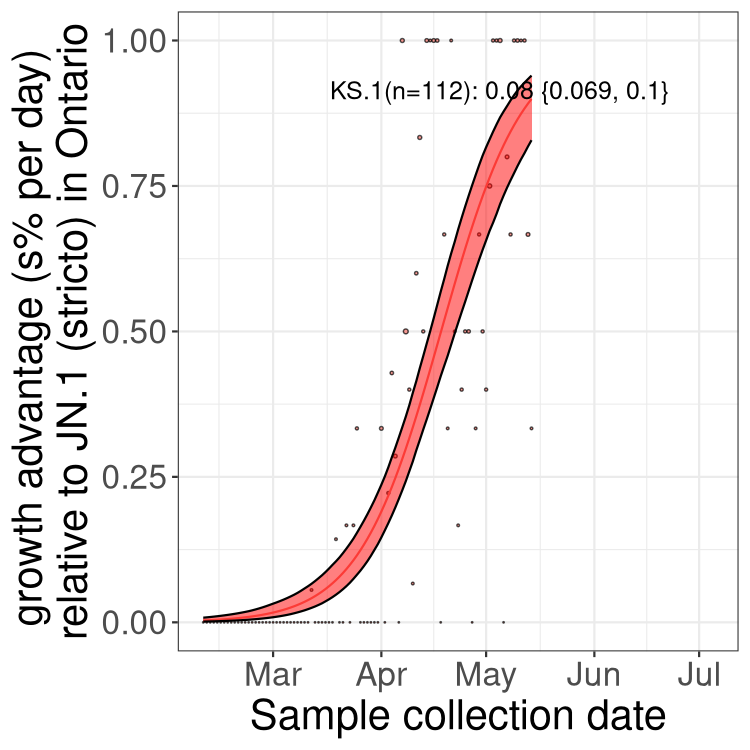 growth advantage (s% per day)
relative to JN.1 (stricto) in Ontario
1.00
0.75
0.50
0.25
0.00
KS.1(n=112): 0.08 {0.069, 0.1}
Mar Apr May Jun Jul
Sample collection date